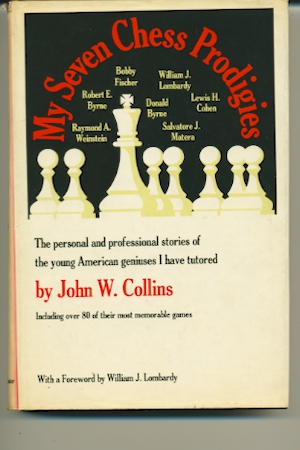 My Seven Chess Prodigies
Bobby
Fischer
William J.
Lombardy
Robert E.
Byrne
Donald
Byrne
Lewis H.
Cohen
Raymond A.
Weinstein
Salvatore J.
Matera
The personal and professional stories of
the young American geniuses I have tutored
by John W. Collins
Including over 80 of their most memorable games
With a Foreword by William J. Lombardy